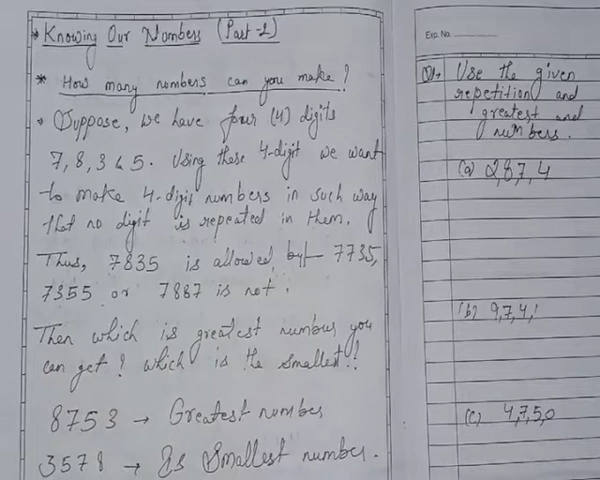 * Knowing Our Numbers (Part-1)
* How many numbers can you make?
• Suppose, we have four (4) digits
7, 8, 3 & 5. Using these 4-digit we want
to make 4-digit numbers in such way
that no digit is repeated in them.
Thus, 7835 is allowed but 7735,
7355 or 7887 is not.
Then which is greatest number you
can get? which is the smallest!!
8753 → Greatest number
3578 → Is Smallest number.
Exp. No.
Q1. Use the given
repetition and
greatest and
numbers.
(a) 2,8,7,4
(b) 9,7,4,1
(c) 4,7,5,0